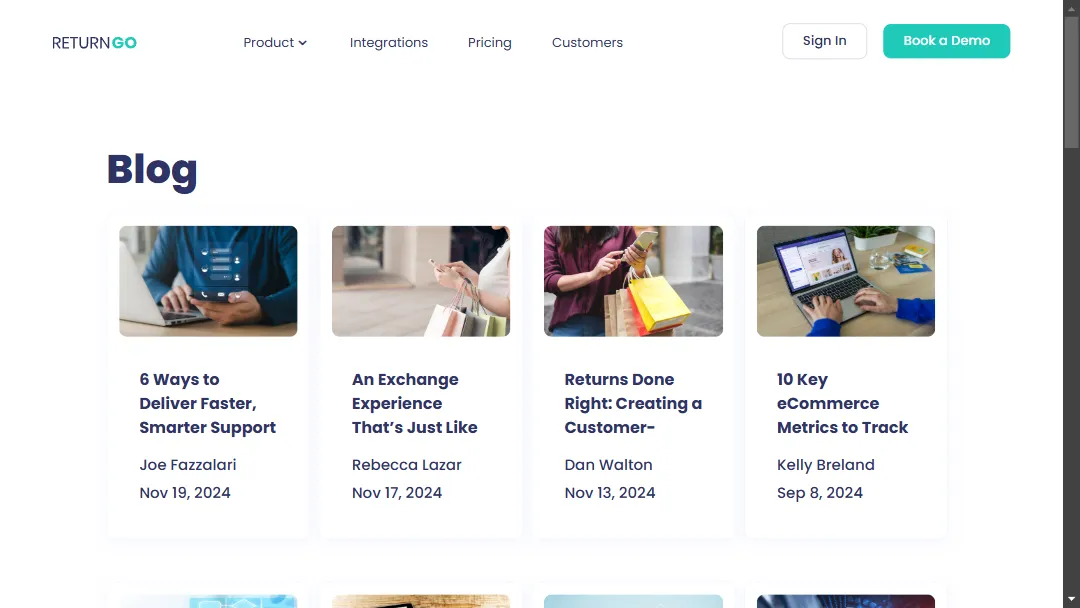 RETURNGO
Product
Integrations
Pricing
Customers
Sign In
Book a Demo
Blog
6 Ways to
Deliver Faster,
Smarter Support
Joe Fazzalari
Nov 19, 2024
An Exchange
Experience
That’s Just Like
Rebecca Lazar
Nov 17, 2024
Returns Done
Right: Creating a
Customer-
Dan Walton
Nov 13, 2024
10 Key
eCommerce
Metrics to Track
Kelly Breland
Sep 8, 2024